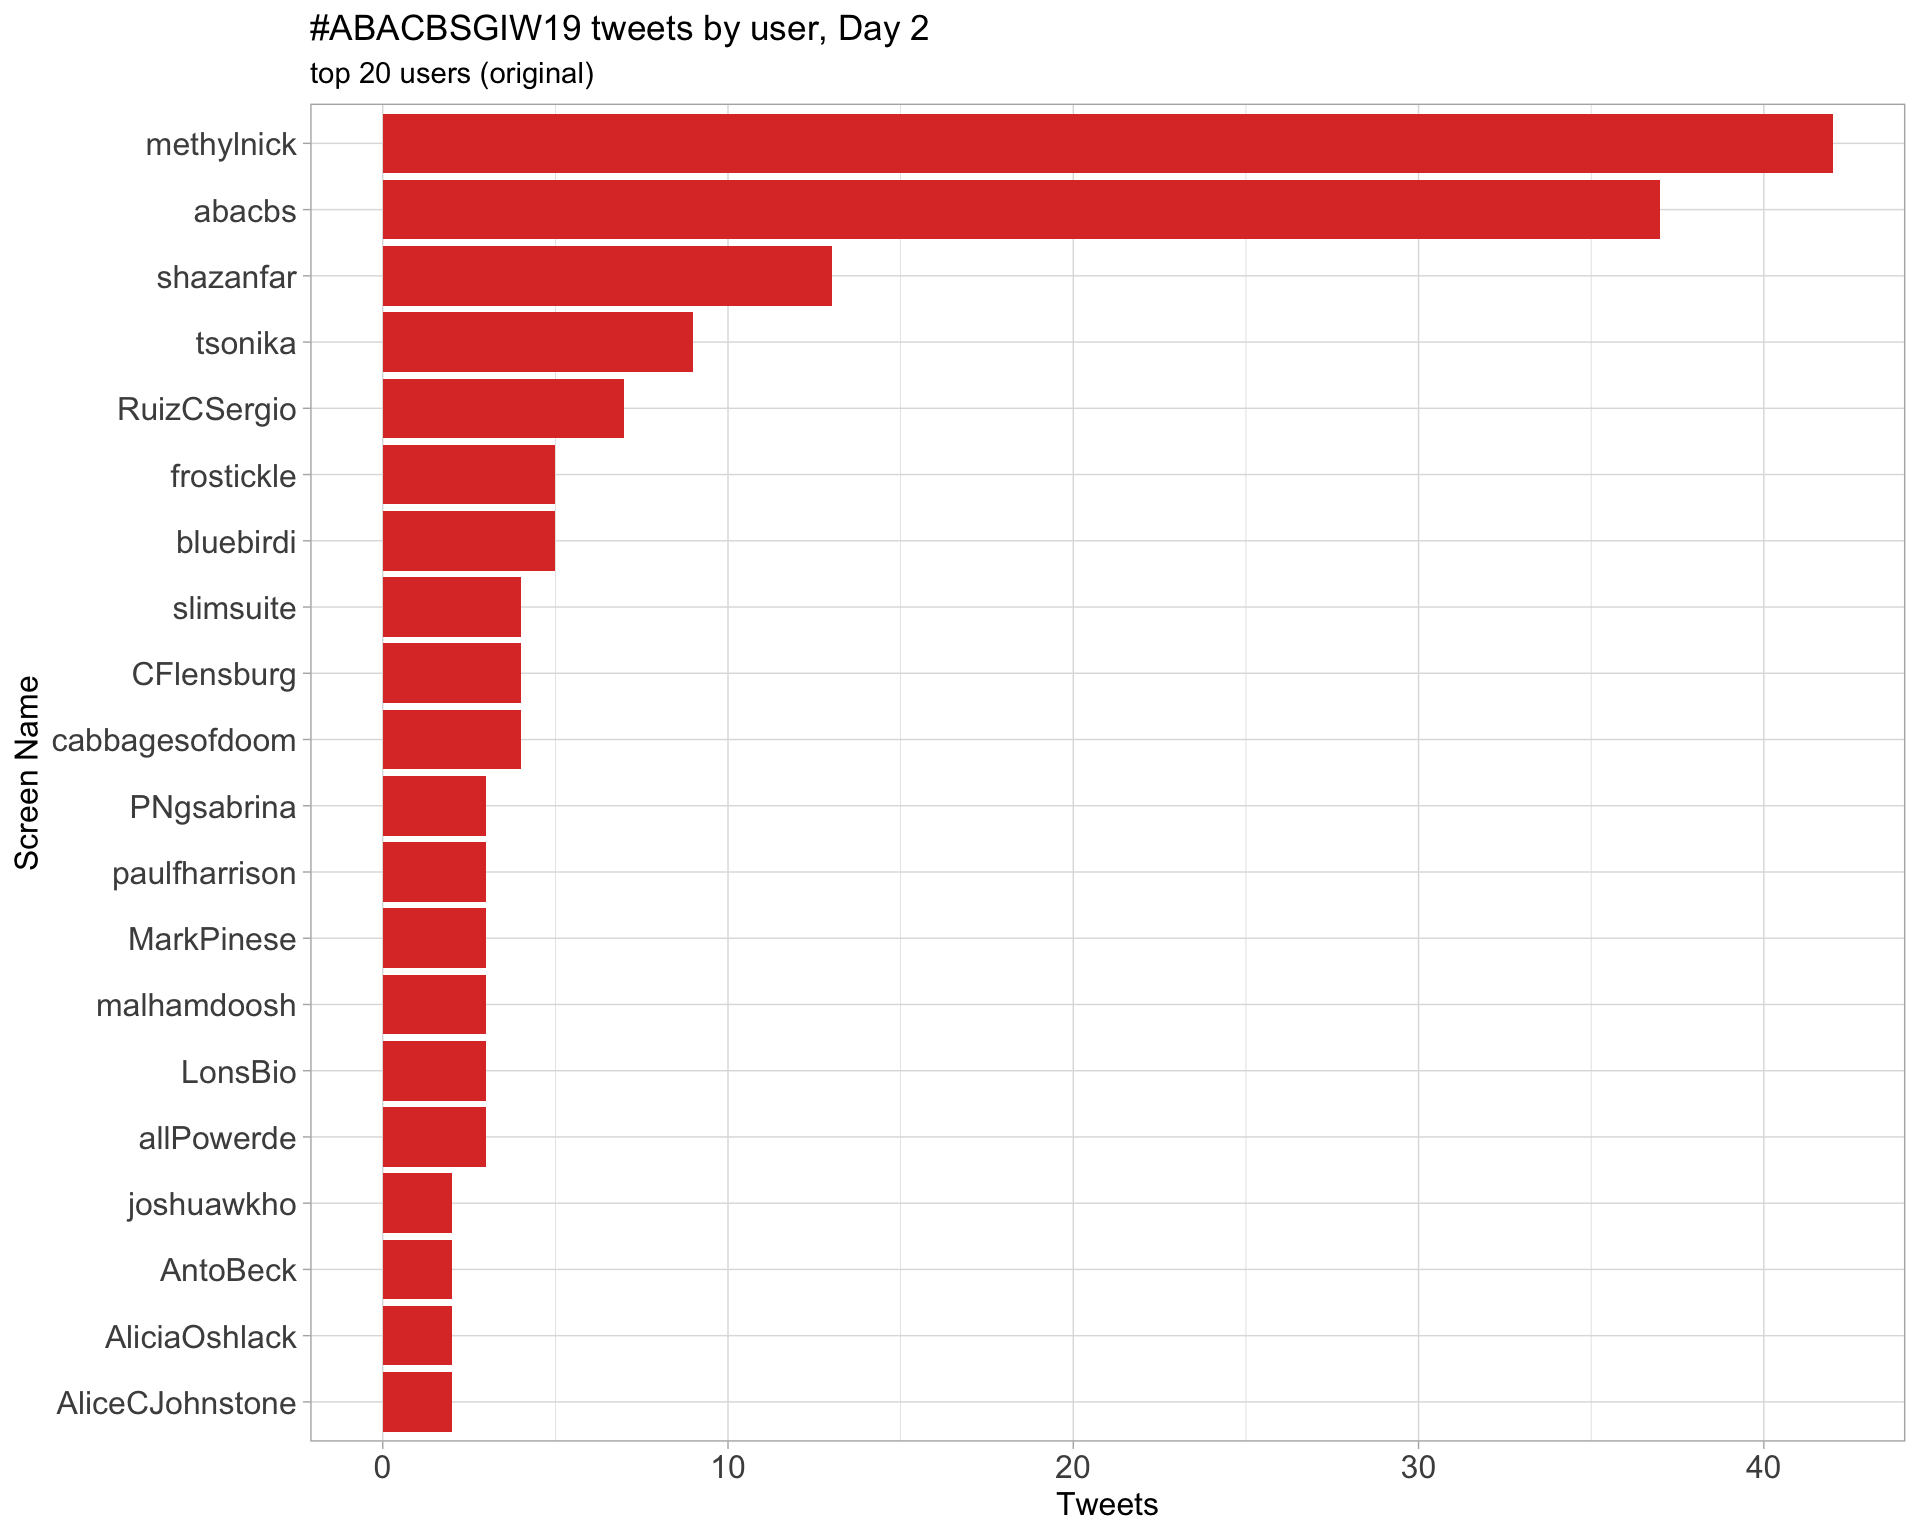 #ABACBSGIW19 tweets by user, Day 2
top 20 users (original)
Screen Name
methylnick
abacbs
shazanfar
tsonika
RuizCSergio
frostickle
bluebirdi
slimsuite
CFlensburg
cabbagesofdoom
PNgsabrina
paulfharrison
MarkPinese
malhamdoosh
LonsBio
allPowerde
joshuawkho
AntoBeck
AliciaOshlack
AliceCJohnstone
0 10 20 30 40
Tweets